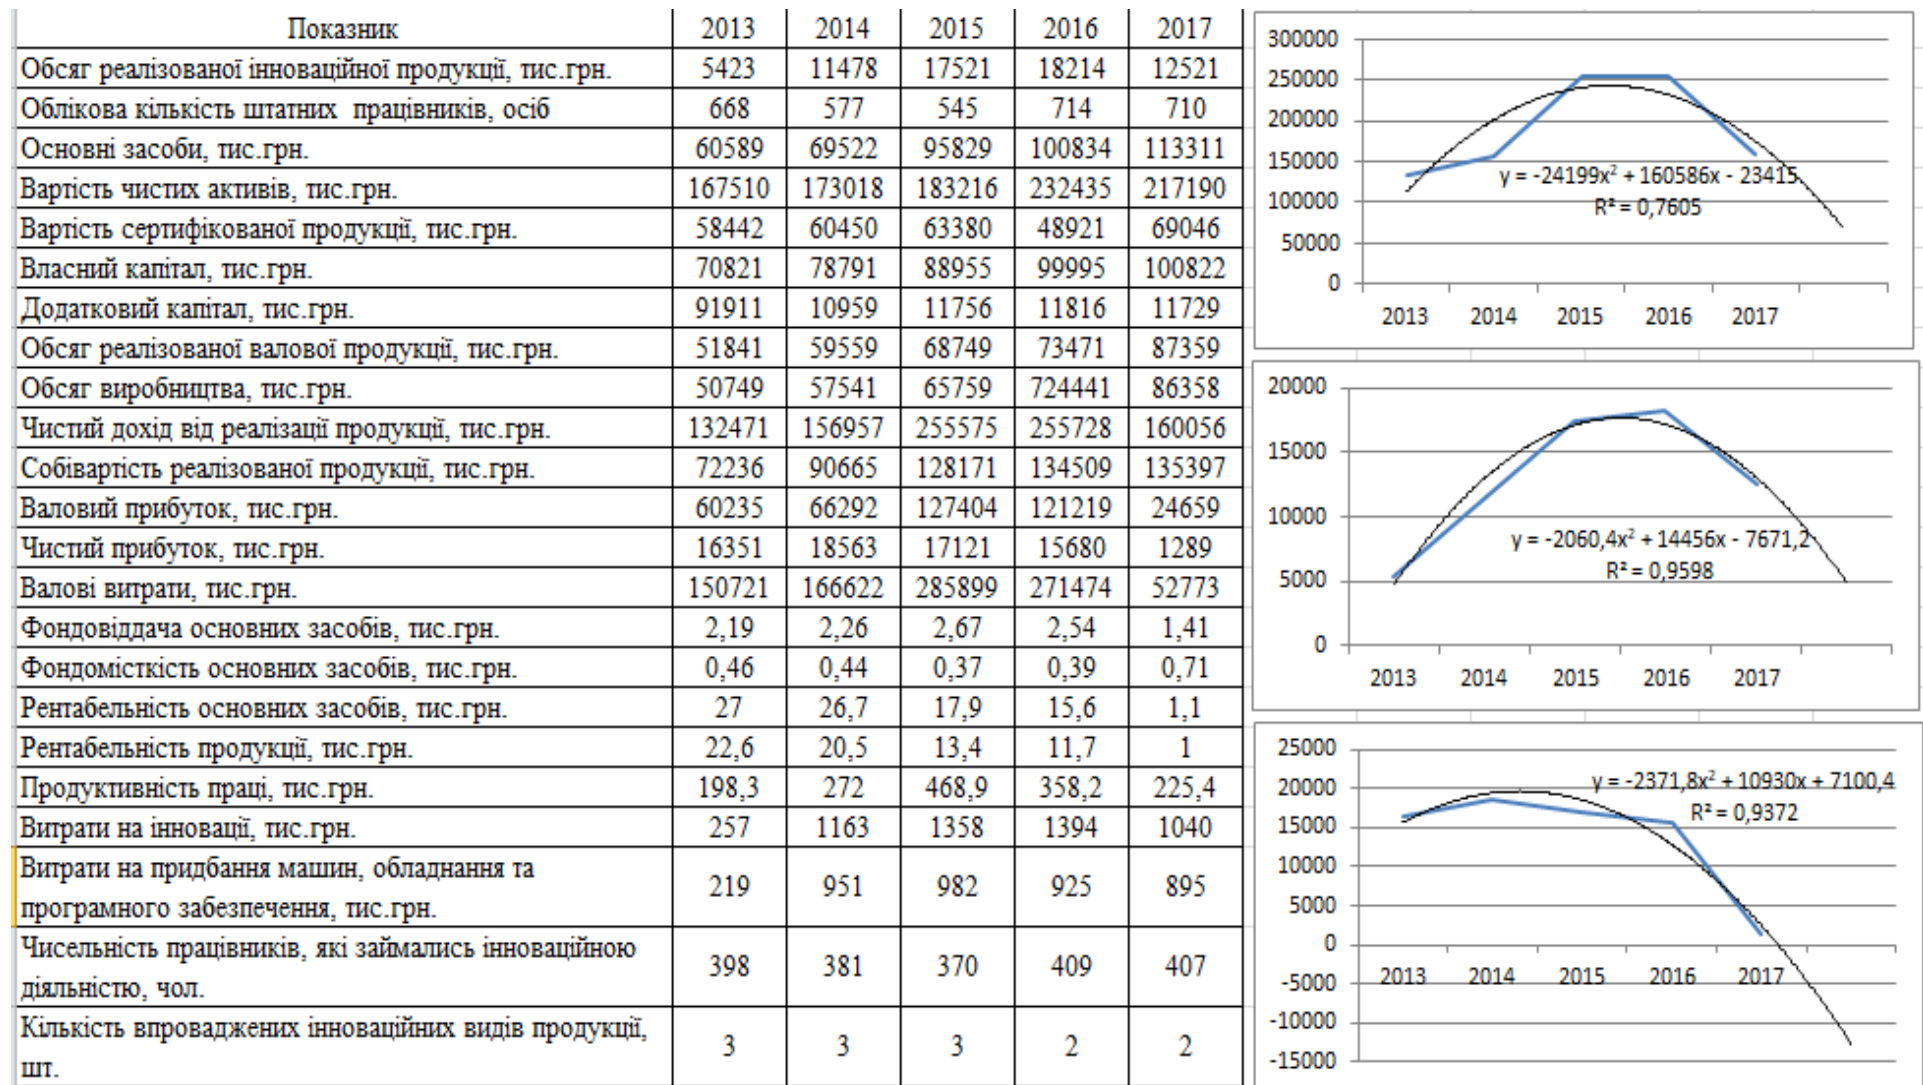 Показник 2013 2014 2015 2016 2017
Обсяг реалізованої інноваційної продукції, тис.грн. 5423 11478 17521 18214 12521
Облікова кількість штатних працівників, осіб 668 577 545 714 710
Основні засоби, тис.грн. 60589 69522 95829 100834 113311
Вартість чистих активів, тис.грн. 167510 173018 183216 232435 217190
Вартість сертифікованої продукції, тис.грн. 58442 60450 63380 48921 69046
Власний капітал, тис.грн. 70821 78791 88955 99995 100822
Додатковий капітал, тис.грн. 91911 10959 11756 11816 11729
Обсяг реалізованої валової продукції, тис.грн. 51841 59559 68749 73471 87359
Обсяг виробництва, тис.грн. 50749 57541 65759 724441 86358
Чистий дохід від реалізації продукції, тис.грн. 132471 156957 255575 255728 160056
Собівартість реалізованої продукції, тис.грн. 72236 90665 128171 134509 135397
Валовий прибуток, тис.грн. 60235 66292 127404 121219 24659
Чистий прибуток, тис.грн. 16351 18563 17121 15680 1289
Валові витрати, тис.грн. 150721 166622 285899 271474 52773
Фондовіддача основних засобів, тис.грн. 2,19 2,26 2,67 2,54 1,41
Фондомісткість основних засобів, тис.грн. 0,46 0,44 0,37 0,39 0,71
Рентабельність основних засобів, тис.грн. 27 26,7 17,9 15,6 1,1
Рентабельність продукції, тис.грн. 22,6 20,5 13,4 11,7 1
Продуктивність праці, тис.грн. 198,3 272 468,9 358,2 225,4
Витрати на інновації, тис.грн. 257 1163 1358 1394 1040
Витрати на придбання машин, обладнання та
програмного забезпечення, тис.грн. 219 951 982 925 895
Чисельність працівників, які займались інноваційною
діяльністю, чол. 398 381 370 409 407
Кількість впроваджених інноваційних видів продукції,
шт. 3 3 3 2 2
300000
250000
200000
150000
100000
50000
0
y = -24199x² + 160586x - 23415
R² = 0,7605
2013 2014 2015 2016 2017
20000
15000
10000
5000
0
y = -2060,4x² + 14456x - 7671,2
R² = 0,9598
2013 2014 2015 2016 2017
25000
20000
15000
10000
5000
0
-5000
-10000
-15000
y = -2371,8x² + 10930x + 7100,4
R² = 0,9372
2013 2014 2015 2016 2017